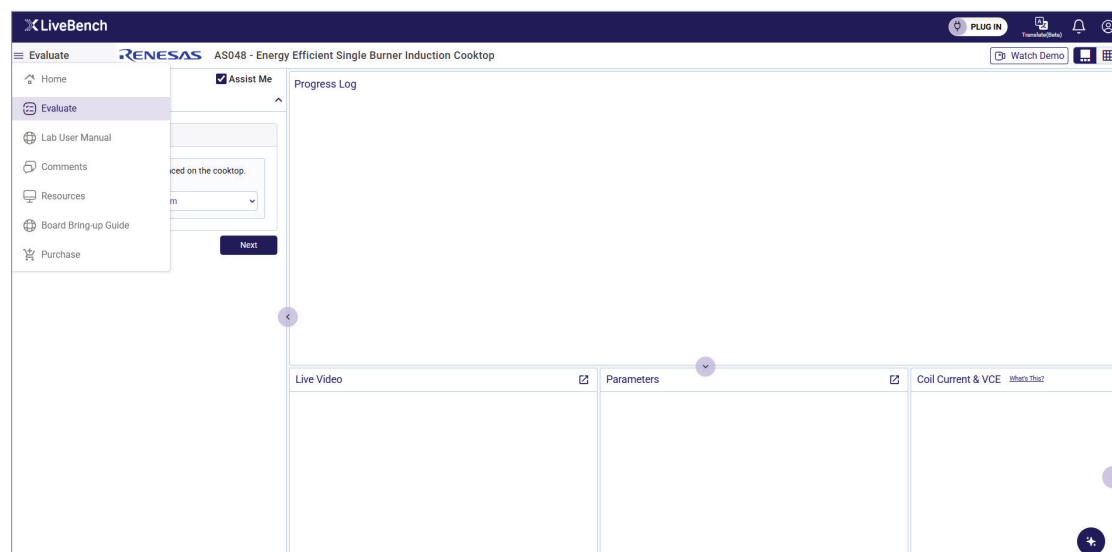 LiveBench
PLUG IN
Translate(Beta)
Evaluate
RENESAS
AS048 - Energy Efficient Single Burner Induction Cooktop
Watch Demo
Home
Evaluate
Lab User Manual
Comments
Resources
Board Bring-up Guide
Purchase
Assist Me
aced on the cooktop.
m
Next
Progress Log
Live Video
Parameters
Coil Current & VCE What's This?